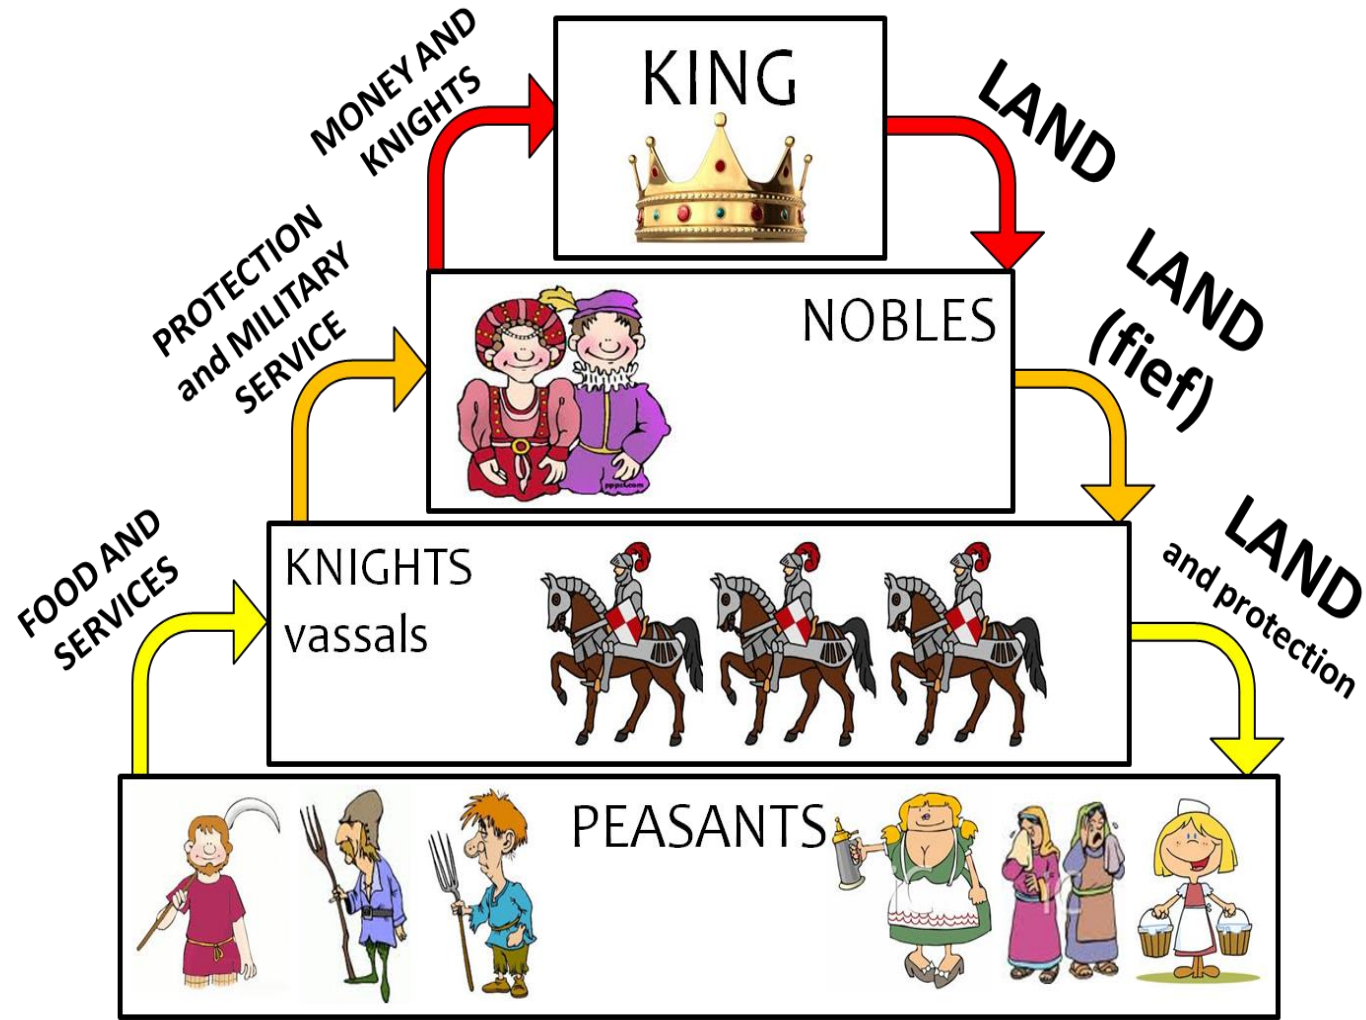 MONEY AND
KNIGHTS
KING
LAND
PROTECTION
and MILITARY
SERVICE
NOBLES
LAND
(fief)
FOOD AND
SERVICES
KNIGHTS
vassals
LAND
and protection
PEASANTS